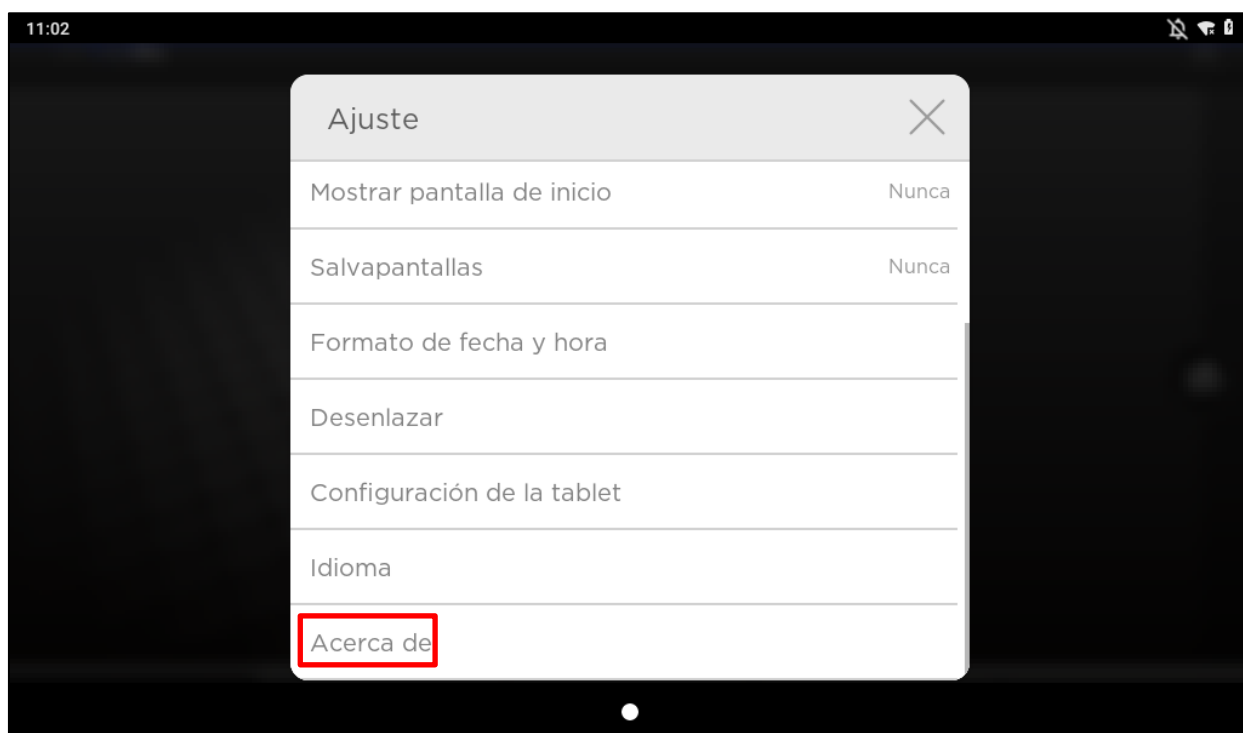 11:02
Ajuste
Mostrar pantalla de inicio Nunca
Salvapantallas Nunca
Formato de fecha y hora
Desenlazar
Configuración de la tablet
Idioma
Acerca de